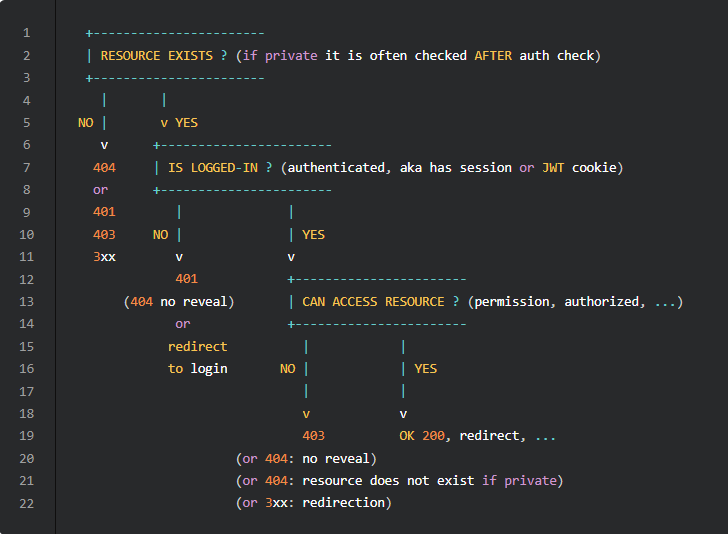 1 +-----------------------
2 | RESOURCE EXISTS ? (if private it is often checked AFTER auth check)
3 +-----------------------
4 | |
5 NO | v YES
6 v +-----------------------
7 404 | IS LOGGED-IN ? (authenticated, aka has session or JWT cookie)
8 or +-----------------------
9 401 | |
10 403 NO | | YES
11 3xx v v
12 401 +-----------------------
13 (404 no reveal) | CAN ACCESS RESOURCE ? (permission, authorized, ...)
14 or +-----------------------
15 redirect | |
16 to login NO | | YES
17 | |
18 v v
19 403 OK 200, redirect, ...
20 (or 404: no reveal)
21 (or 404: resource does not exist if private)
22 (or 3xx: redirection)